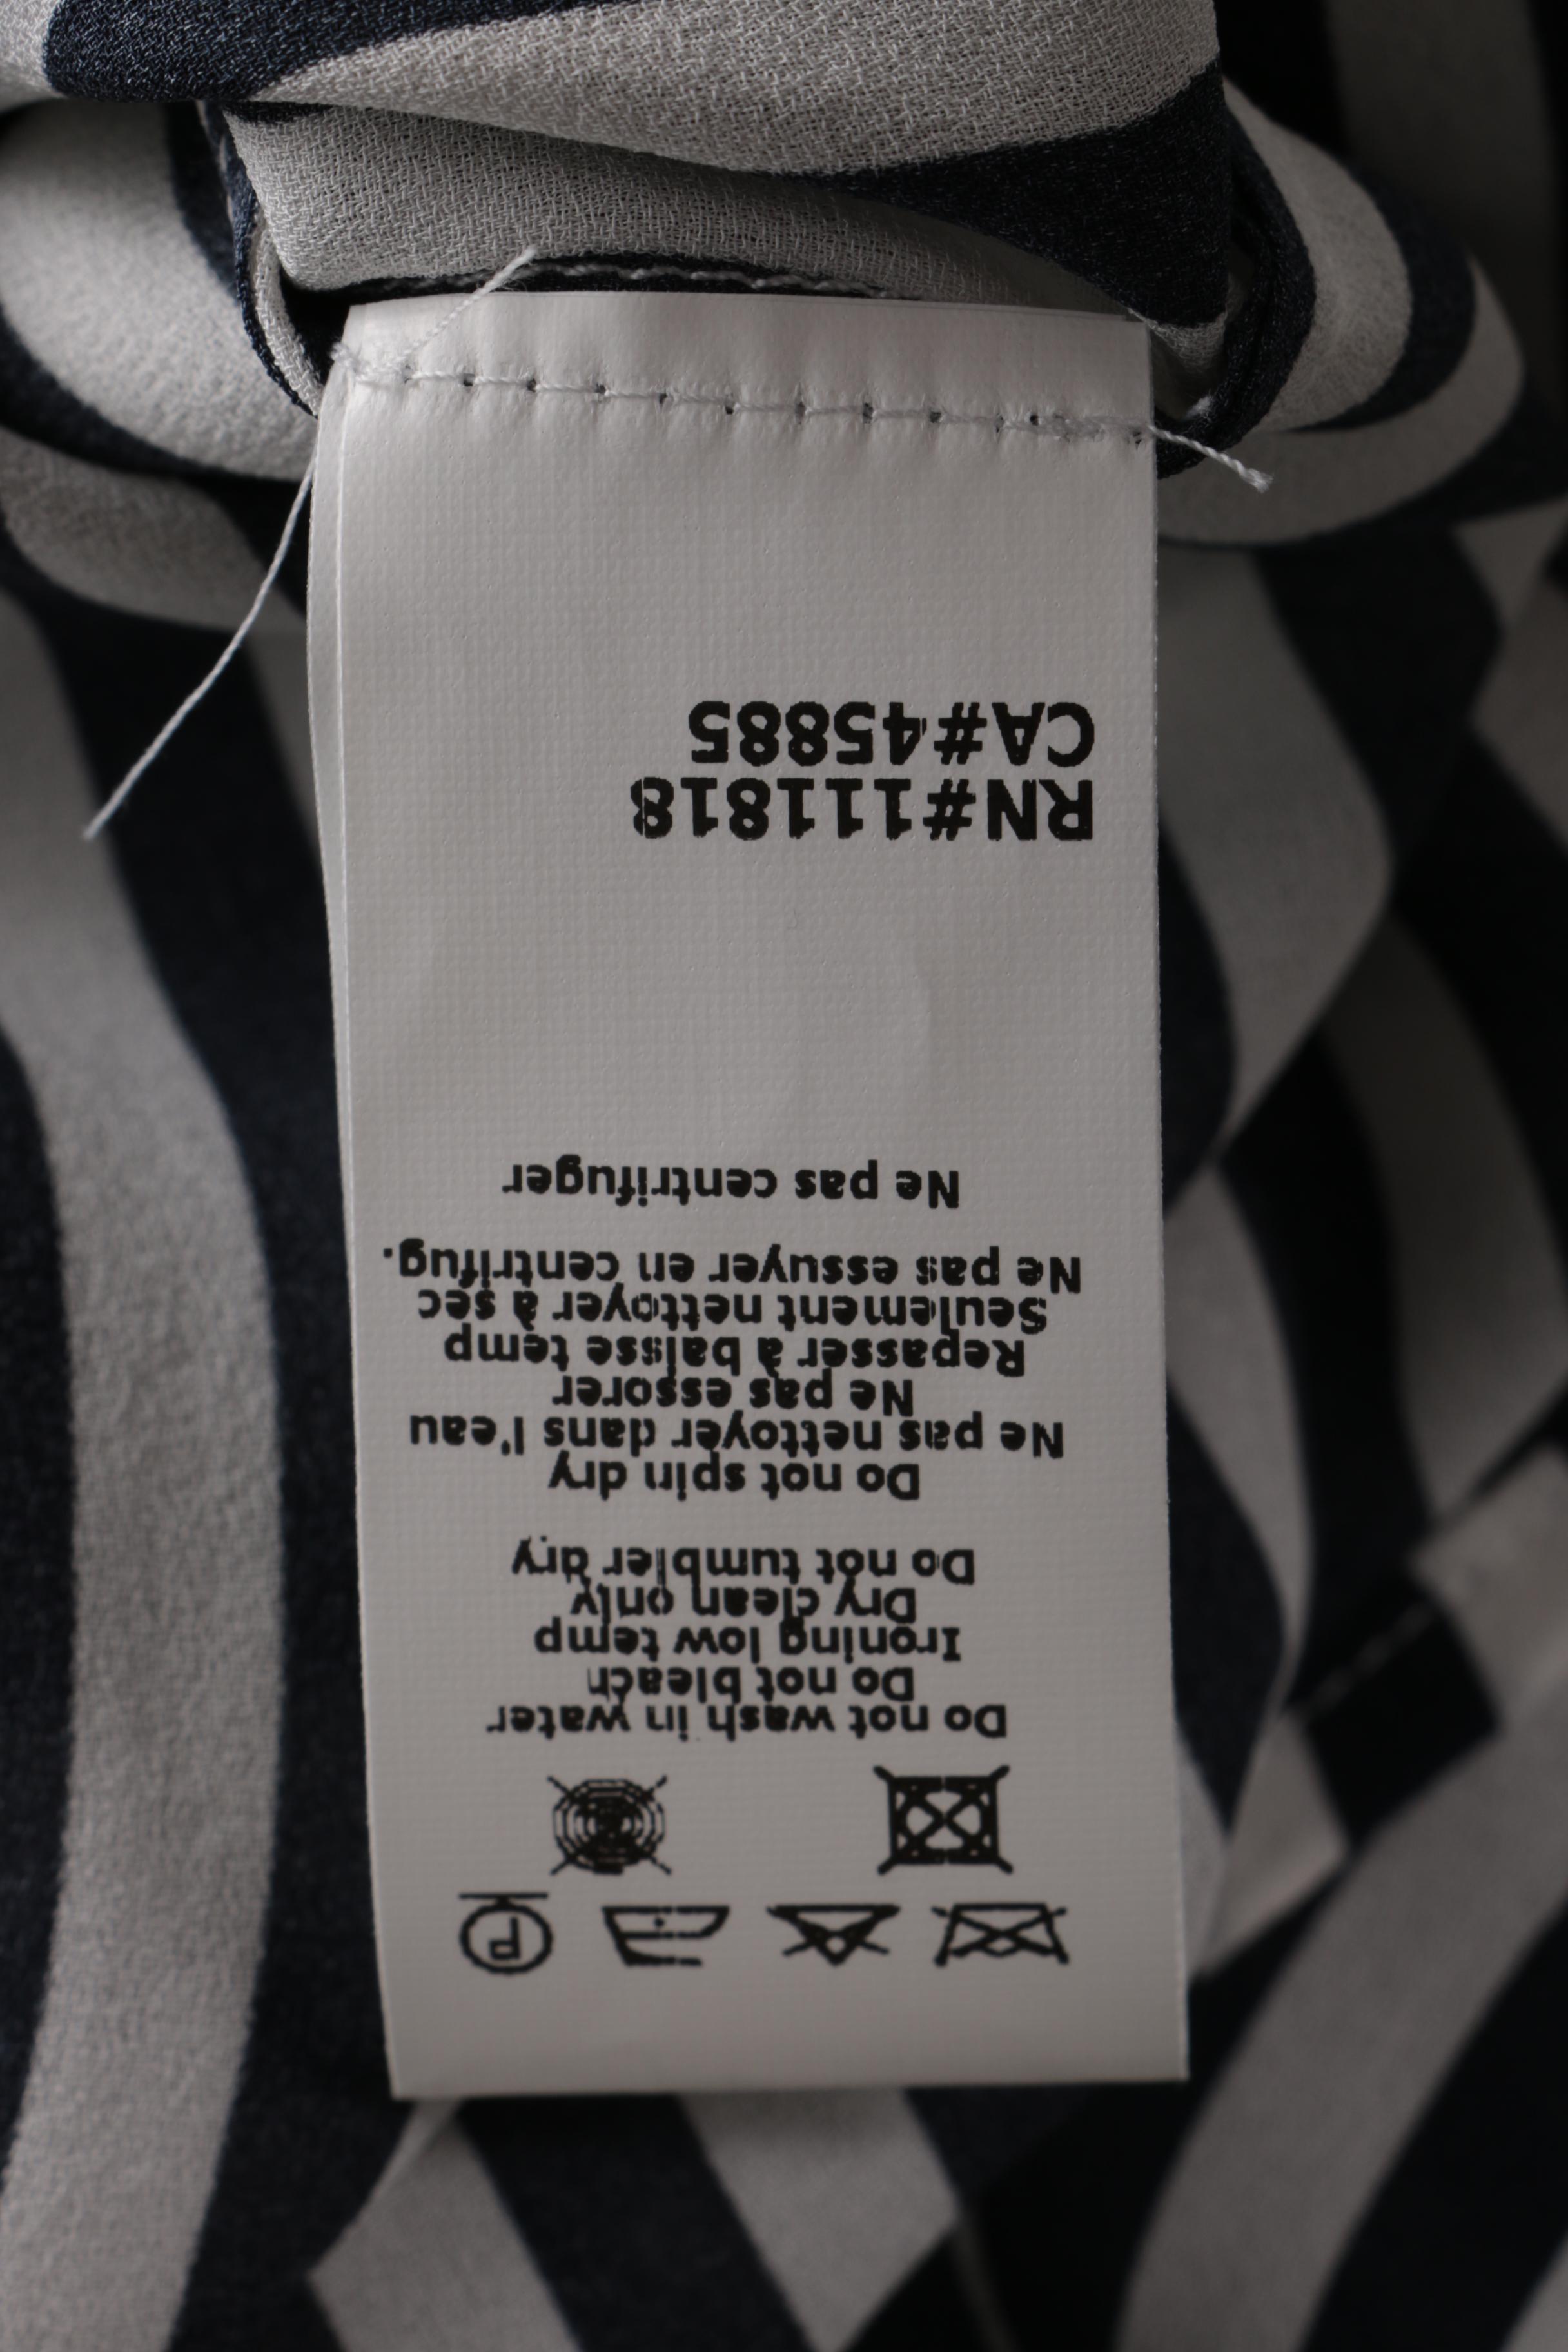 Do not wash in water
Do not bleach
Ironing low temp
Dry clean only
Do not tumbler dry
Do not spin dry
Ne pas nettoyer dans l'eau
Ne pas essorer
Repasser à baisse temp
Seulement nettoyer à sec
Ne pas essuyer en centrifug.
Ne pas centrifuger
RN#111818
CA#45885